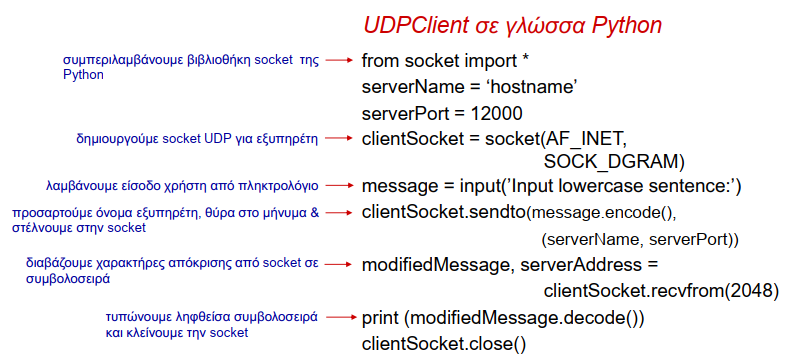 UDPClient σε γλώσσα Python
συμπεριλαμβάνουμε βιβλιοθήκη socket της
Python
from socket import *
serverName = ‘hostname’
serverPort = 12000
δημιουργούμε socket UDP για εξυπηρέτη
clientSocket = socket(AF_INET,
SOCK_DGRAM)
λαμβάνουμε είσοδο χρήστη από πληκτρολόγιο
message = input(’Input lowercase sentence:’)
προσαρτούμε όνομα εξυπηρέτη, θύρα στο μήνυμα &
στέλνουμε στην socket
clientSocket.sendto(message.encode(),
(serverName, serverPort))
διαβάζουμε χαρακτήρες απόκρισης από socket σε
συμβολοσειρά
modifiedMessage, serverAddress =
clientSocket.recvfrom(2048)
τυπώνουμε ληφθείσα συμβολοσειρά
και κλείνουμε την socket
print (modifiedMessage.decode())
clientSocket.close()